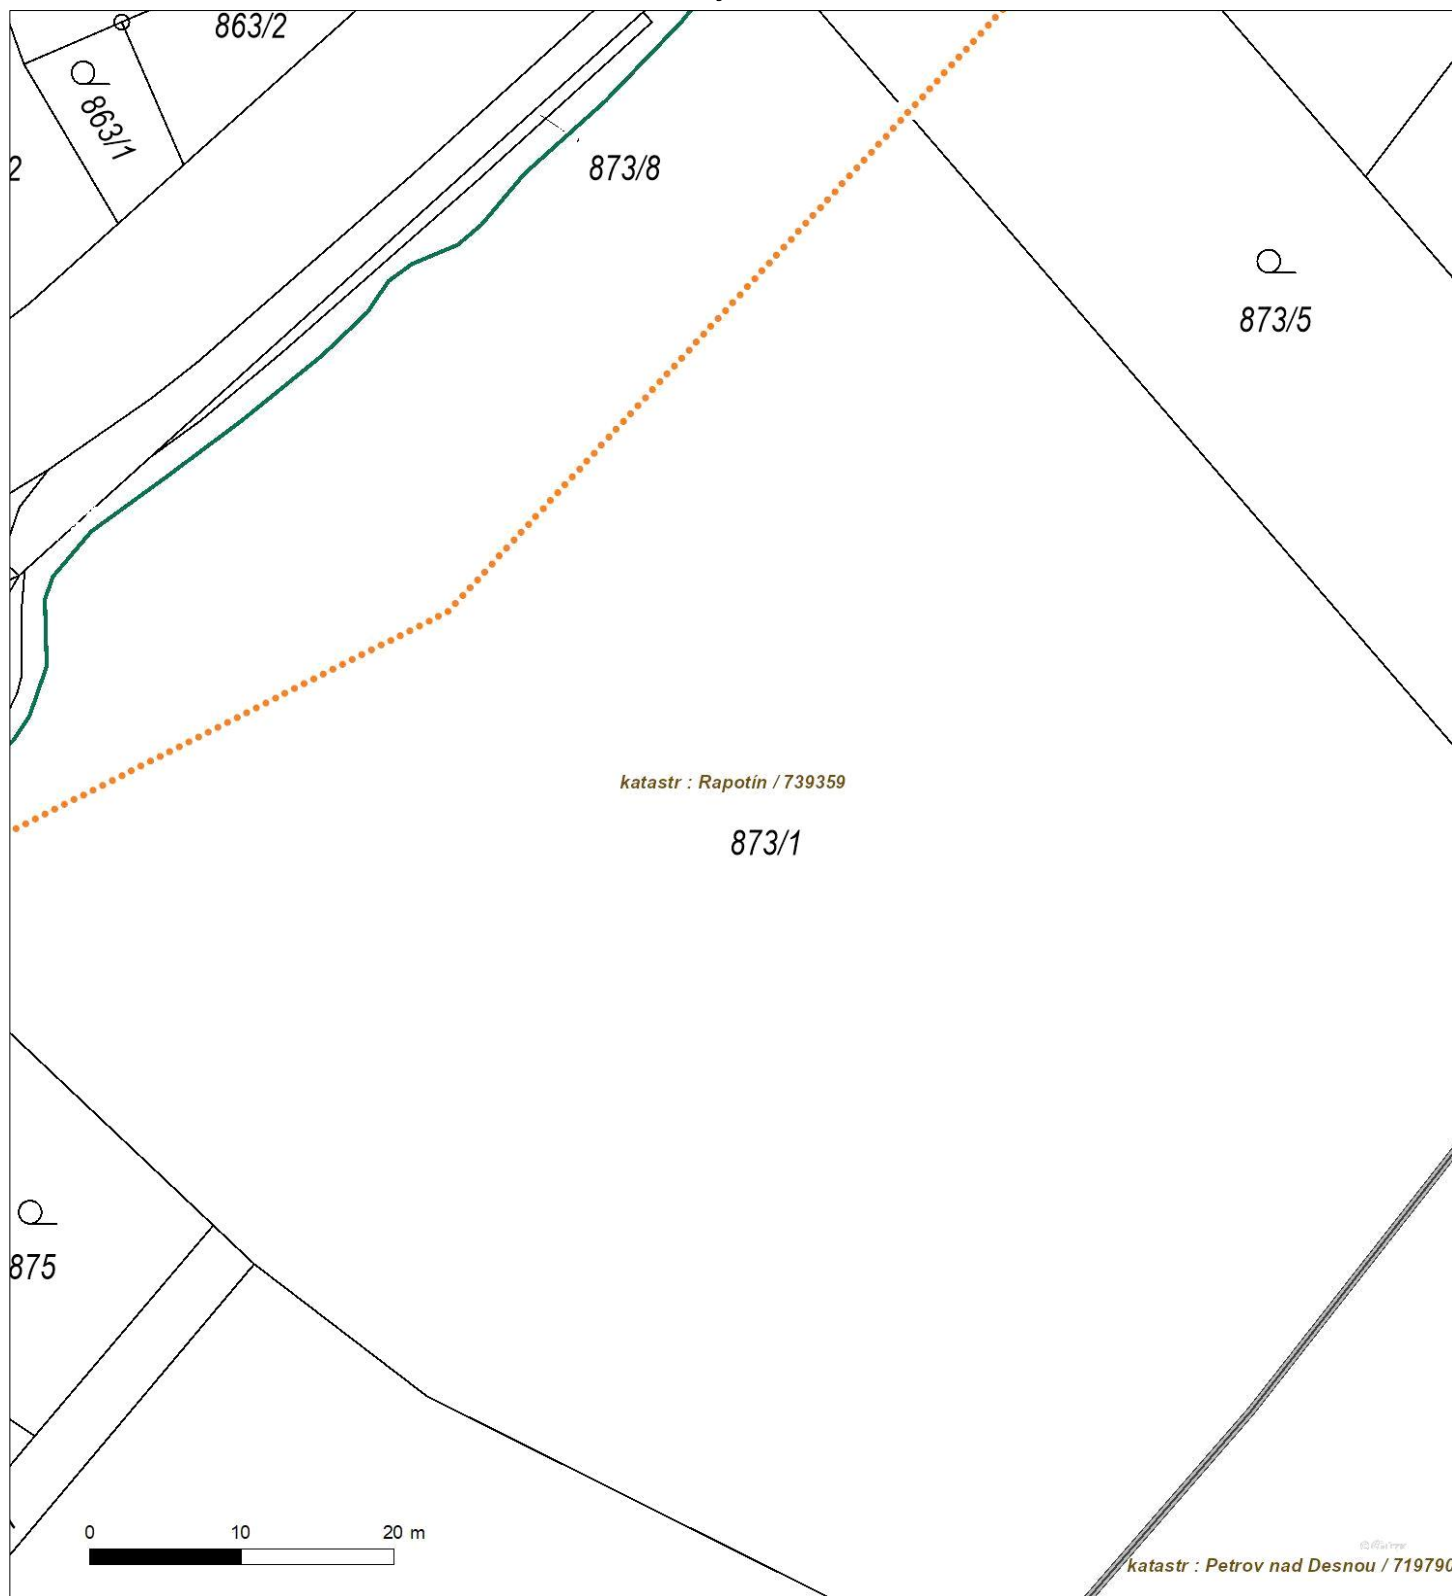 863/2
863/1
2
873/8
873/5
katastr : Rapotín / 739359
873/1
875
0 10 20 m
katastr : Petrov nad Desnou / 719790